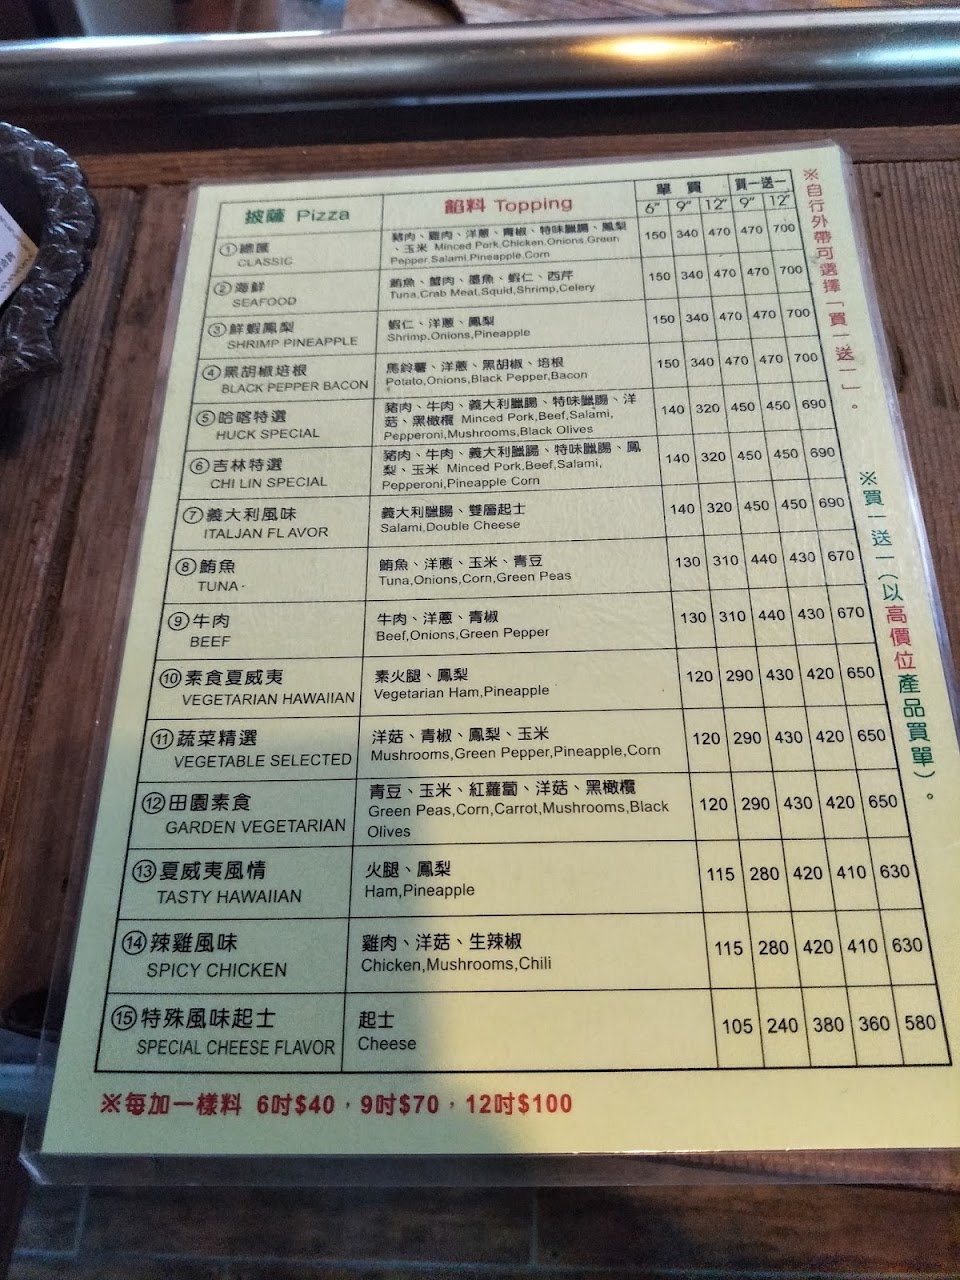 披薩 Pizza
餡料 Topping
單買
買一送一
6" 9" 12" 9" 12"
①總匯
CLASSIC
豬肉、雞肉、洋蔥、青椒、特味臘腸、鳳梨
、玉米 Minced Pork,Chicken,Onions,Green
Pepper,Salami,Pineapple,Corn
150 340 470 470 700
②海鮮
SEAFOOD
鮪魚、蟹肉、墨魚、蝦仁、西芹
Tuna,Crab Meat,Squid,Shrimp,Celery
150 340 470 470 700
③鮮蝦鳳梨
SHRIMP PINEAPPLE
蝦仁、洋蔥、鳳梨
Shrimp,Onions,Pineapple
150 340 470 470 700
④黑胡椒培根
BLACK PEPPER BACON
馬鈴薯、洋蔥、黑胡椒、培根
Potato,Onions,Black Pepper,Bacon
150 340 470 470 700
⑤哈喀特選
HUCK SPECIAL
豬肉、牛肉、義大利臘腸、特味臘腸、洋
菇、黑橄欖 Minced Pork,Beef,Salami,
Pepperoni,Mushrooms,Black Olives
140 320 450 450 690
⑥吉林特選
CHI LIN SPECIAL
豬肉、牛肉、義大利臘腸、特味臘腸、鳳
梨、玉米 Minced Pork,Beef,Salami,
Pepperoni,Pineapple Corn
140 320 450 450 690
⑦義大利風味
ITALJAN FLAVOR
義大利臘腸、雙層起士
Salami,Double Cheese
140 320 450 450 690
⑧鮪魚
TUNA-
鮪魚、洋蔥、玉米、青豆
Tuna,Onions,Corn,Green Peas
130 310 440 430 670
⑨牛肉
BEEF
牛肉、洋蔥、青椒
Beef,Onions,Green Pepper
130 310 440 430 670
⑩素食夏威夷
VEGETARIAN HAWAIIAN
素火腿、鳳梨
Vegetarian Ham,Pineapple
120 290 430 420 650
⑪蔬菜精選
VEGETABLE SELECTED
洋菇、青椒、鳳梨、玉米
Mushrooms,Green Pepper,Pineapple,Corn
120 290 430 420 650
⑫田園素食
GARDEN VEGETARIAN
青豆、玉米、紅蘿蔔、洋菇、黑橄欖
Green Peas,Corn,Carrot,Mushrooms,Black
Olives
120 290 430 420 650
⑬夏威夷風情
TASTY HAWAIIAN
火腿、鳳梨
Ham,Pineapple
115 280 420 410 630
⑭辣雞風味
SPICY CHICKEN
雞肉、洋菇、生辣椒
Chicken,Mushrooms,Chili
115 280 420 410 630
⑮特殊風味起士
SPECIAL CHEESE FLAVOR
起士
Cheese
105 240 380 360 580
※每加一樣料 6吋$40，9吋$70，12吋$100
※自行外帶可選擇「買一送一」。
※買一送一（以高價位產品買單）。